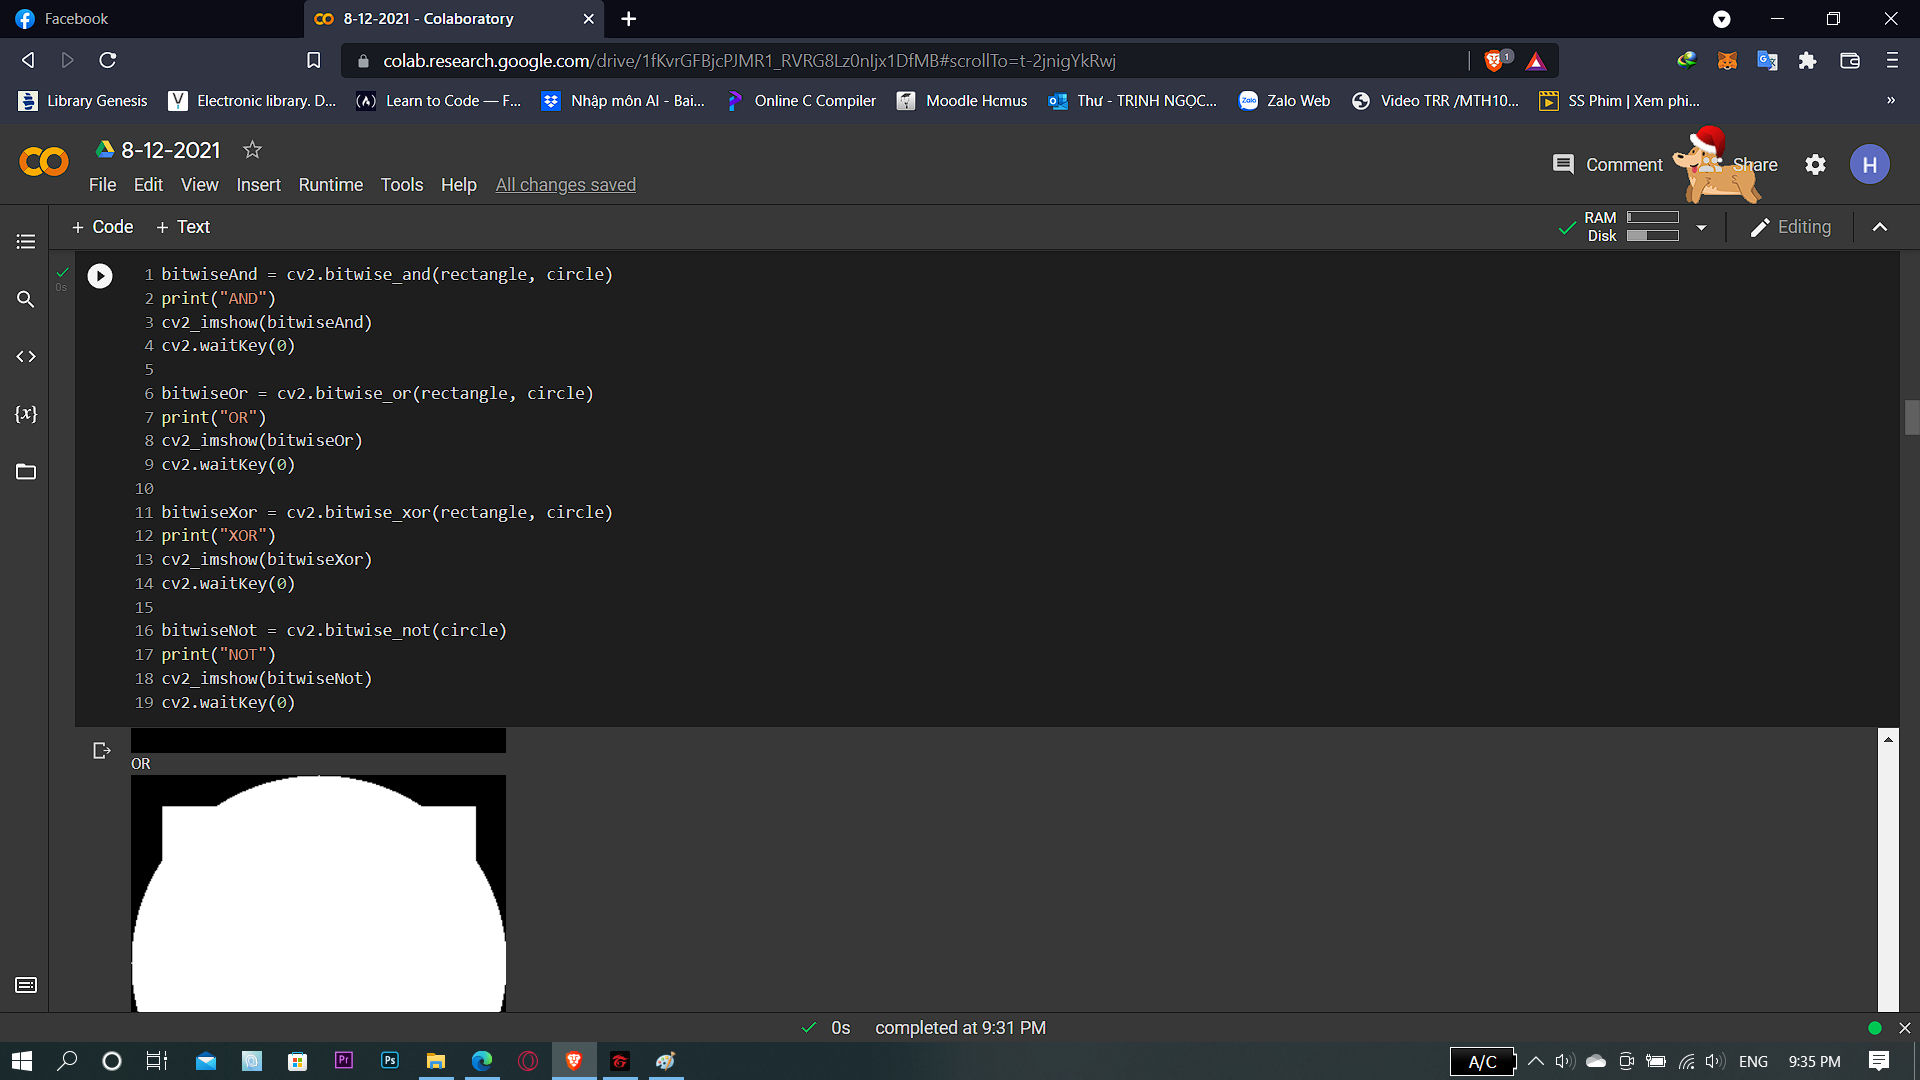 Facebook
8-12-2021 - Colaboratory
colab.research.google.com/drive/1fKvrGFBjcPJMR1_RVRG8Lz0nIjx1DfMB#scrollTo=t-2jnigYkRwj
1
Library Genesis
Electronic library. D...
Learn to Code — F...
Nhập môn AI - Bai...
Online C Compiler
Moodle Hcmus
Thư - TRỊNH NGỌC...
Zalo Web
Video TRR /MTH10...
SS Phim | Xem phi...
»
8-12-2021
File Edit View Insert Runtime Tools Help All changes saved
Comment
Share
H
+ Code + Text
RAM
Disk
Editing
0s
1 bitwiseAnd = cv2.bitwise_and(rectangle, circle)
2 print("AND")
3 cv2_imshow(bitwiseAnd)
4 cv2.waitKey(0)
5
6 bitwiseOr = cv2.bitwise_or(rectangle, circle)
7 print("OR")
8 cv2_imshow(bitwiseOr)
9 cv2.waitKey(0)
10
11 bitwiseXor = cv2.bitwise_xor(rectangle, circle)
12 print("XOR")
13 cv2_imshow(bitwiseXor)
14 cv2.waitKey(0)
15
16 bitwiseNot = cv2.bitwise_not(circle)
17 print("NOT")
18 cv2_imshow(bitwiseNot)
19 cv2.waitKey(0)
{x}
OR
0s completed at 9:31 PM
Pr
Ps
A/C
ENG
9:35 PM